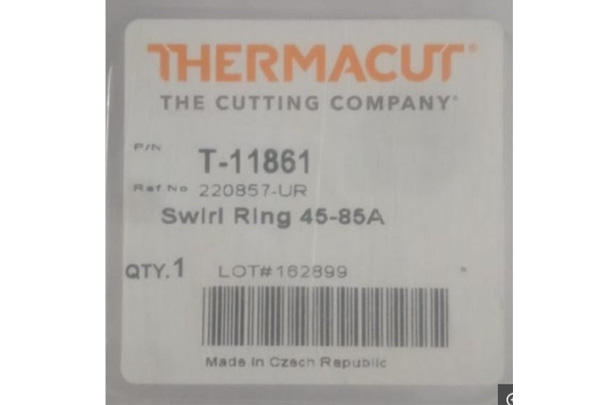 THERMACUT®
THE CUTTING COMPANY®
P/N T-11861
Ref.No 220857-UR
Swirl Ring 45-85A
QTY.1 LOT#162899
Made in Czech Republic